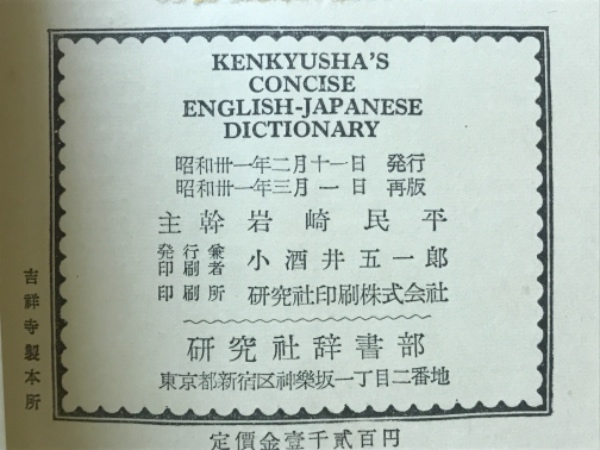 KENKYUSHA'S
CONCISE
ENGLISH-JAPANESE
DICTIONARY
昭和卅一年二月十一日 発行
昭和卅一年三月一日 再版
主幹 岩崎民平
発行兼
印刷者 小酒井五一郎
印刷所 研究社印刷株式会社
研究社辞書部
東京都新宿区神樂坂一丁目二番地
定價金壹千貳百円
吉祥寺製本所